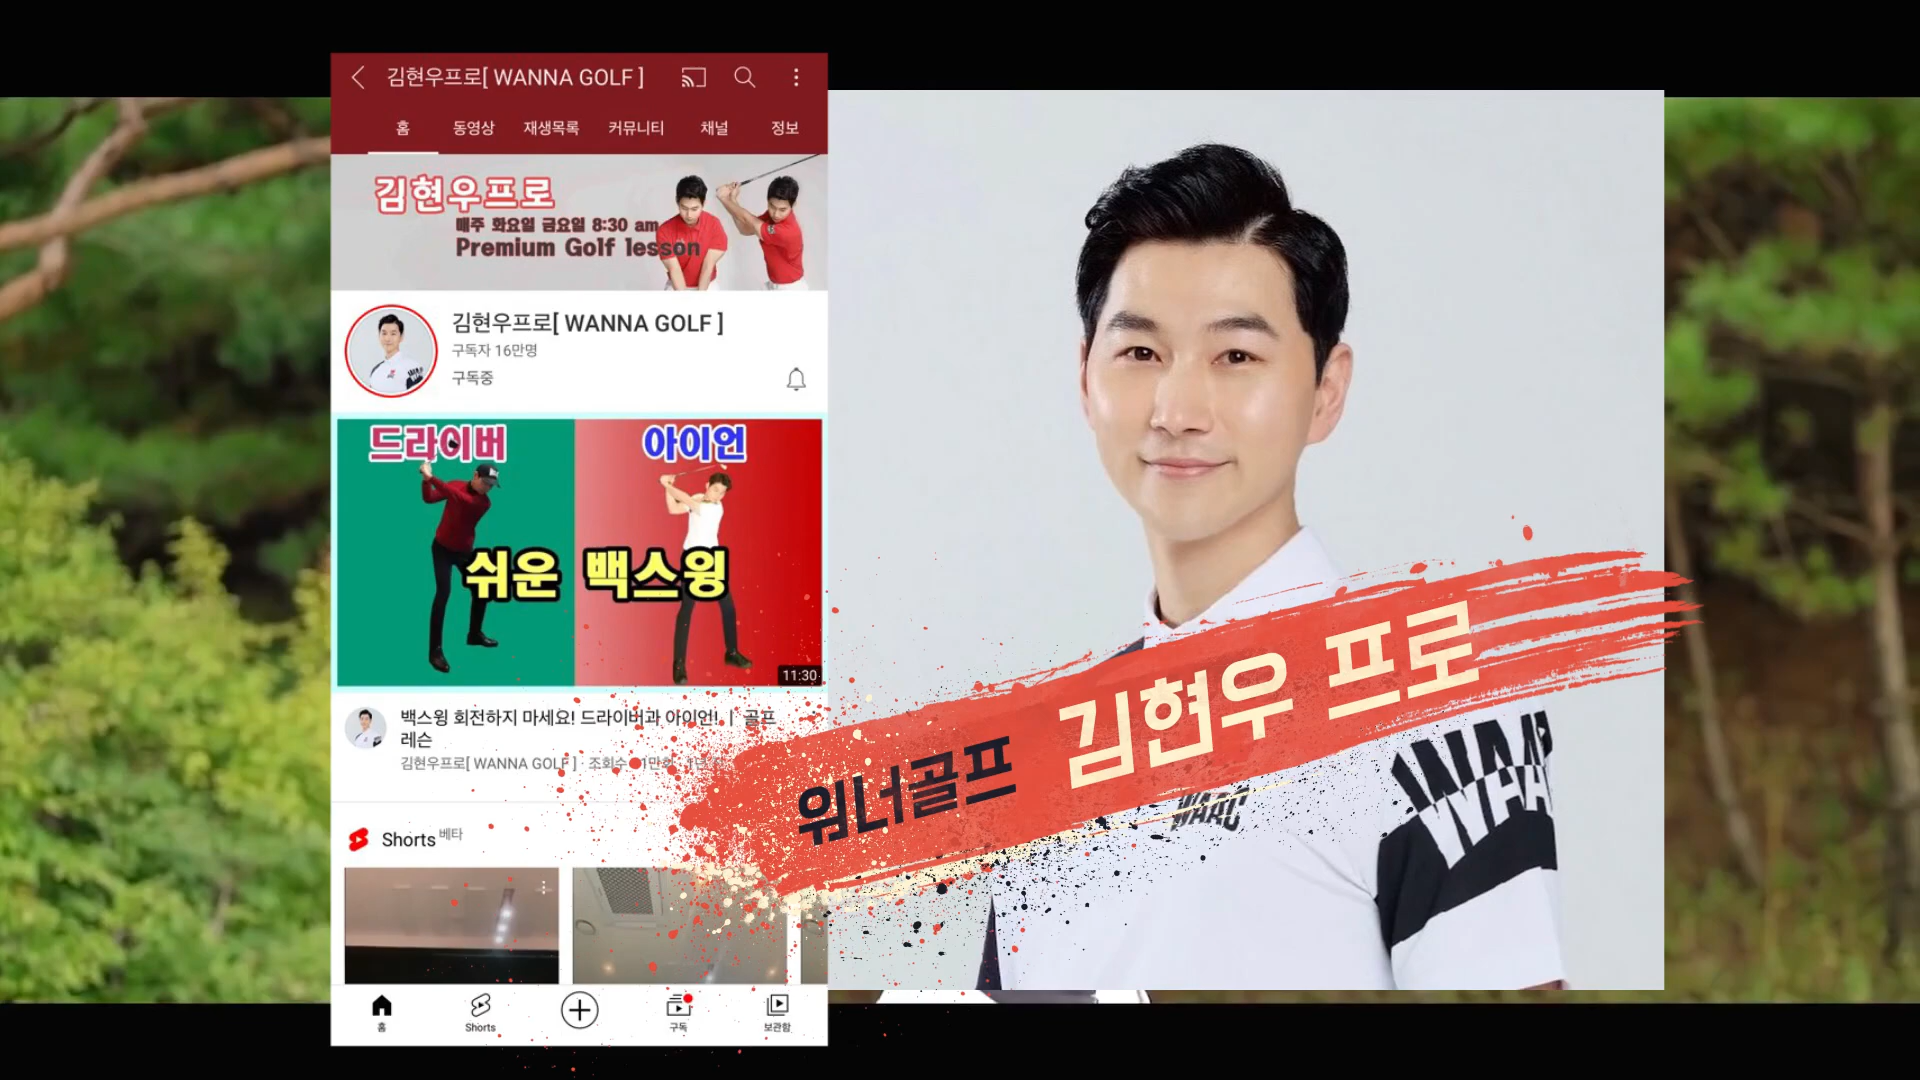 김현우프로[ WANNA GOLF ]
홈 동영상 재생목록 커뮤니티 채널 정보
김현우프로
매주 화요일 금요일 8:30 am
Premium Golf lesson
김현우프로[ WANNA GOLF ]
구독자 16만명
구독중
드라이버 아이언
쉬운 백스윙
11:30
백스윙 회전하지 마세요! 드라이버과 아이언! | 골프
레슨
김현우프로[ WANNA GOLF ] · 조회수
Shorts 베타
홈 Shorts 구독 보관함
워너골프 김현우 프로
WAAC